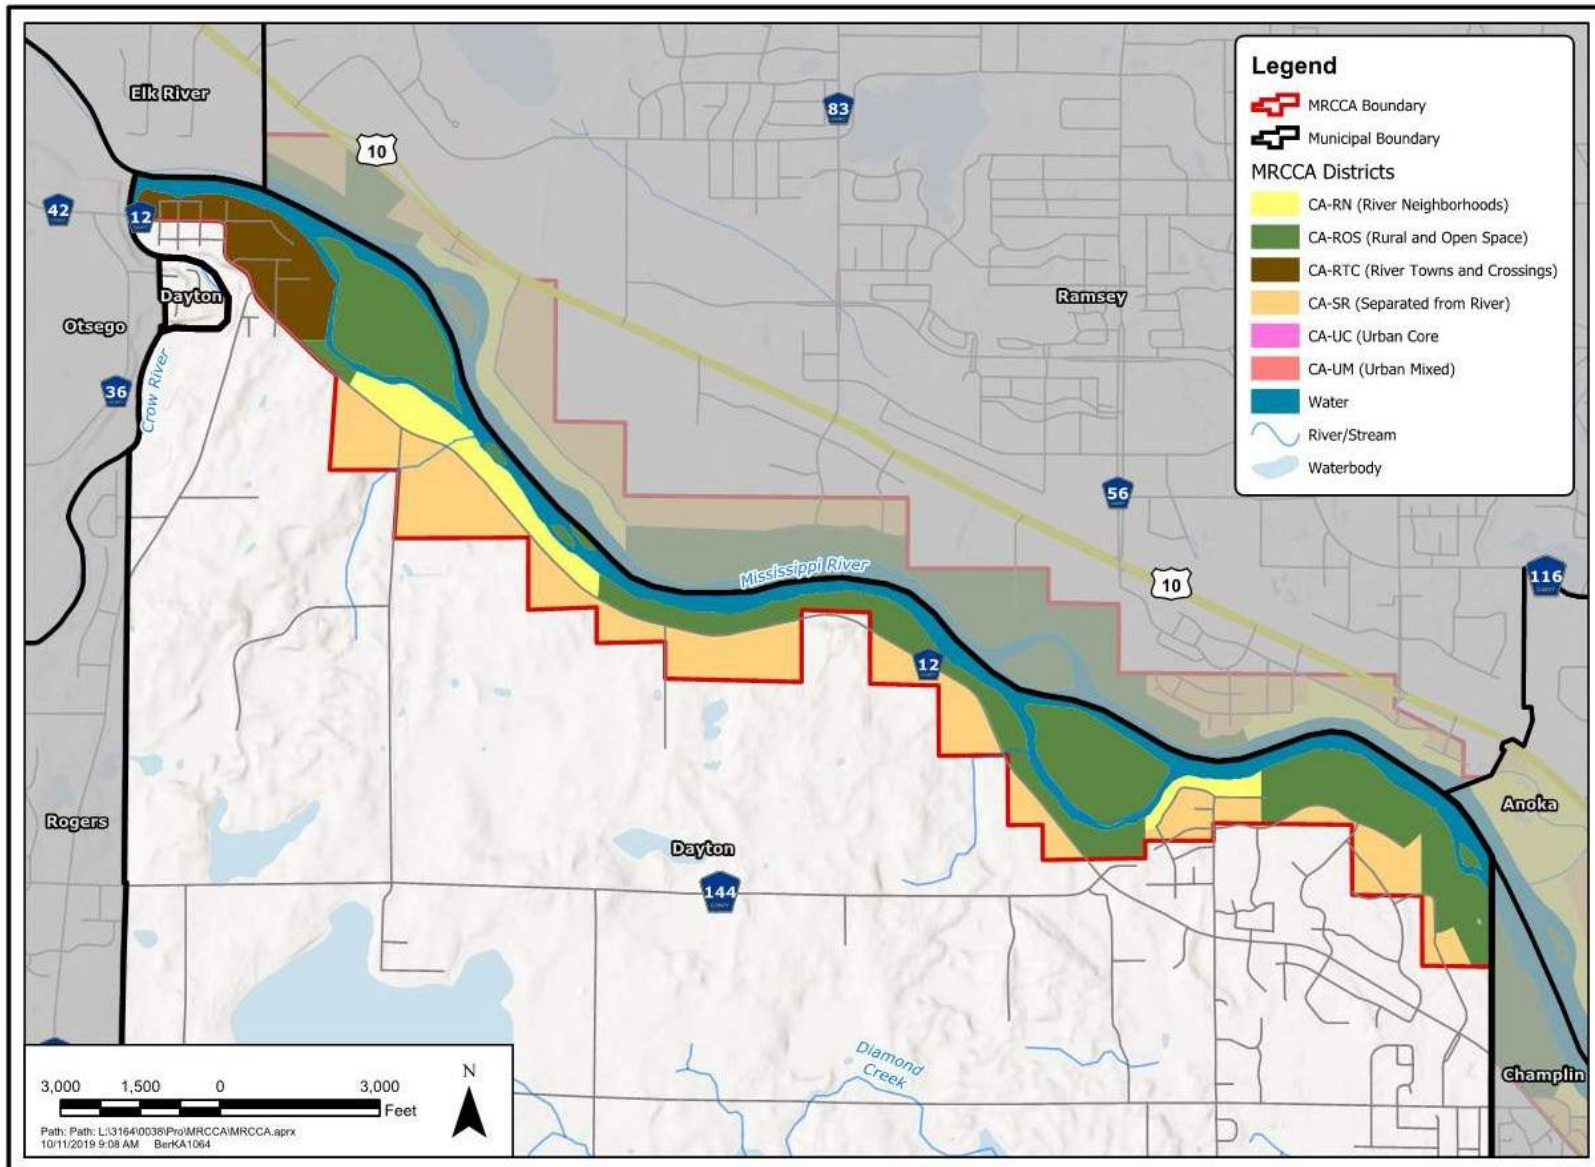 Legend
MRCCA Boundary
Municipal Boundary
MRCCA Districts
CA-RN (River Neighborhoods)
CA-ROS (Rural and Open Space)
CA-RTC (River Towns and Crossings)
CA-SR (Separated from River)
CA-UC (Urban Core
CA-UM (Urban Mixed)
Water
River/Stream
Waterbody
Elk River
83
10
42
12
Dayton
Ramsey
Otsego
36
Crow River
56
Mississippi River
10
116
12
Anoka
Rogers
Dayton
144
Diamond
Creek
Champlin
N
3,000 1,500 0 3,000
Feet
Path: Path: L:\3164\0038\Pro\MRCCA\MRCCA.aprx
10/11/2019 9:08 AM BerKA1064